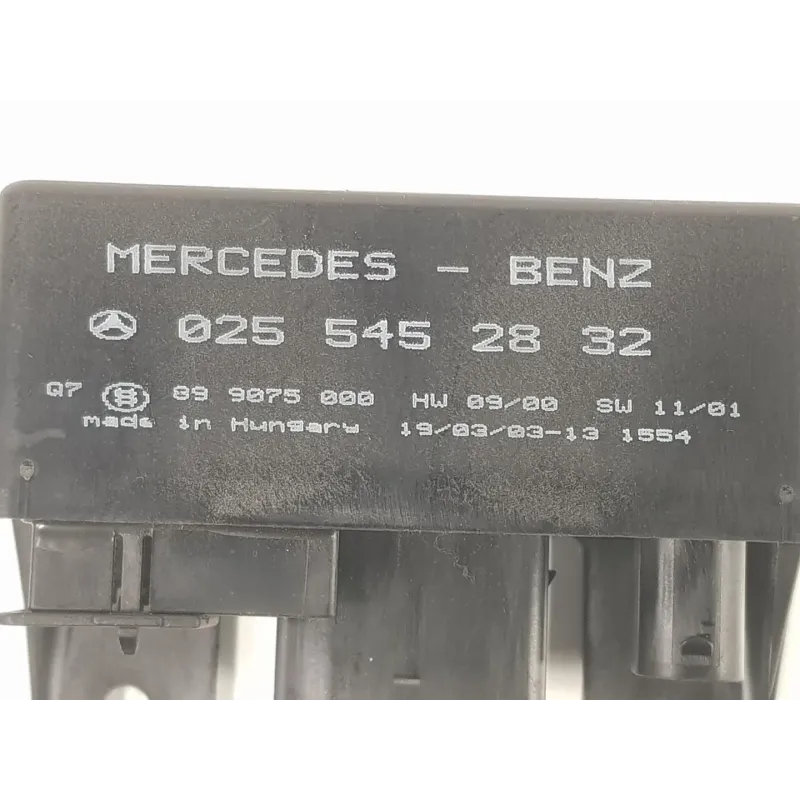 MERCEDES - BENZ
025 545 28 32
Q7 89 9075 000 HW 09/00 SW 11/01
made in Hungary 19/03/03-13 1554